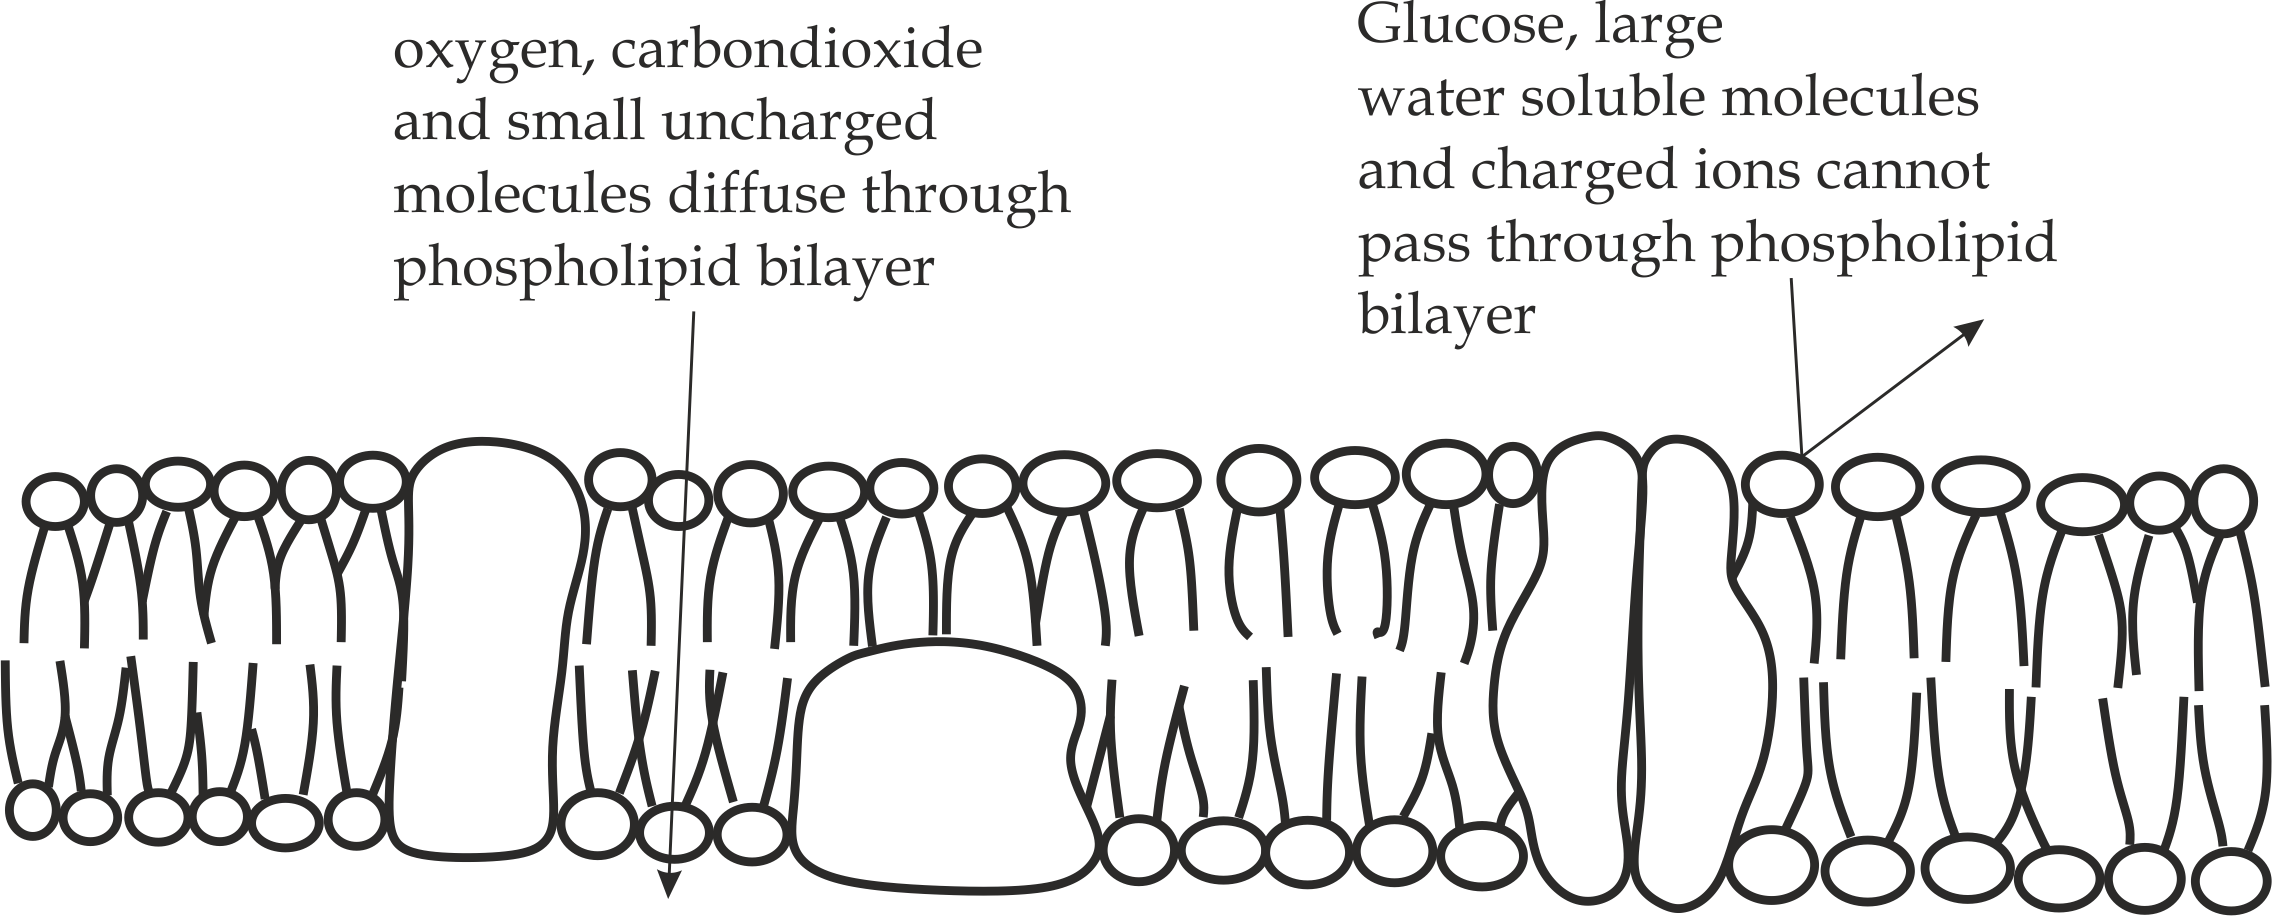 oxygen, carbondioxide
and small uncharged
molecules diffuse through
phospholipid bilayer
Glucose, large
water soluble molecules
and charged ions cannot
pass through phospholipid
bilayer